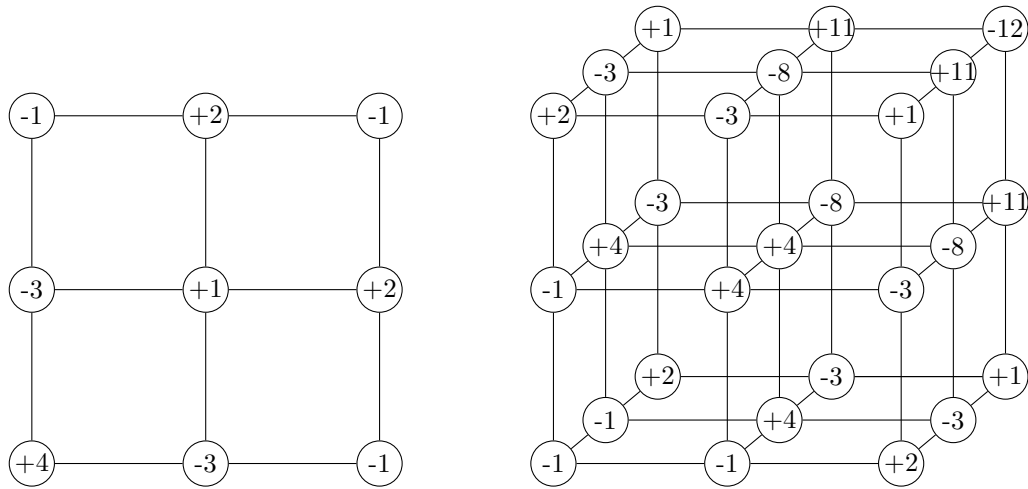 +1 +11 -12
-3 -8 +11
-1 +2 -1 +2 -3 +1
-3 -8 +11
+4 +4 -8
-3 +1 +2 -1 +4 -3
+2 -3 +1
-1 +4 -3
+4 -3 -1 -1 -1 +2